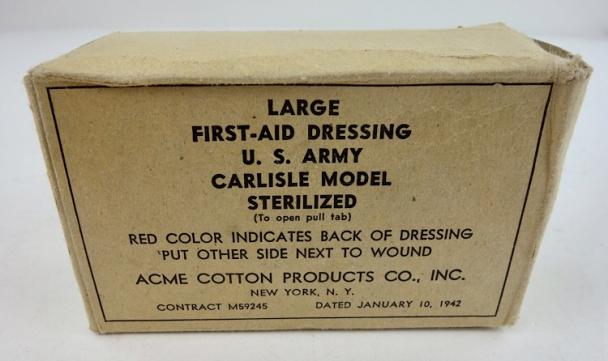 LARGE
FIRST-AID DRESSING
U. S. ARMY
CARLISLE MODEL
STERILIZED
(To open pull tab)
RED COLOR INDICATES BACK OF DRESSING
'PUT OTHER SIDE NEXT TO WOUND
ACME COTTON PRODUCTS CO., INC.
NEW YORK, N. Y.
CONTRACT M59245 DATED JANUARY 10, 1942